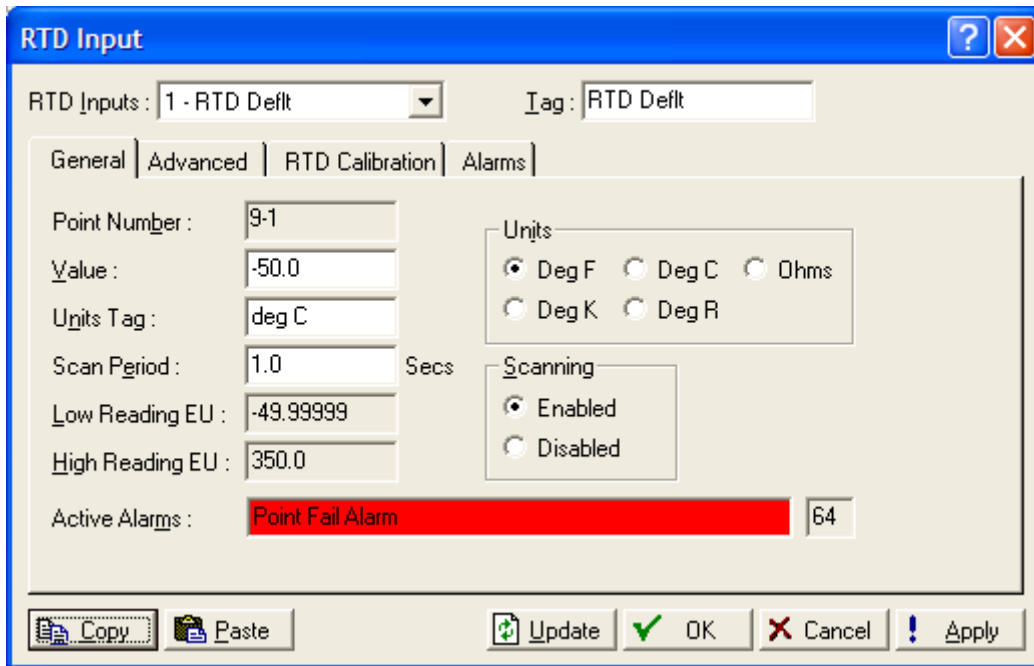 RTD Input
RTD Inputs : 1 - RTD Deflt Tag : RTD Deflt
General Advanced RTD Calibration Alarms
Point Number : 9-1
Units
Value : -50.0
Deg F Deg C Ohms
Units Tag : deg C
Deg K Deg R
Scan Period : 1.0 Secs
Scanning
Low Reading EU : -49.99999
Enabled
High Reading EU : 350.0
Disabled
Active Alarms : Point Fail Alarm 64
Copy Paste Update OK Cancel Apply